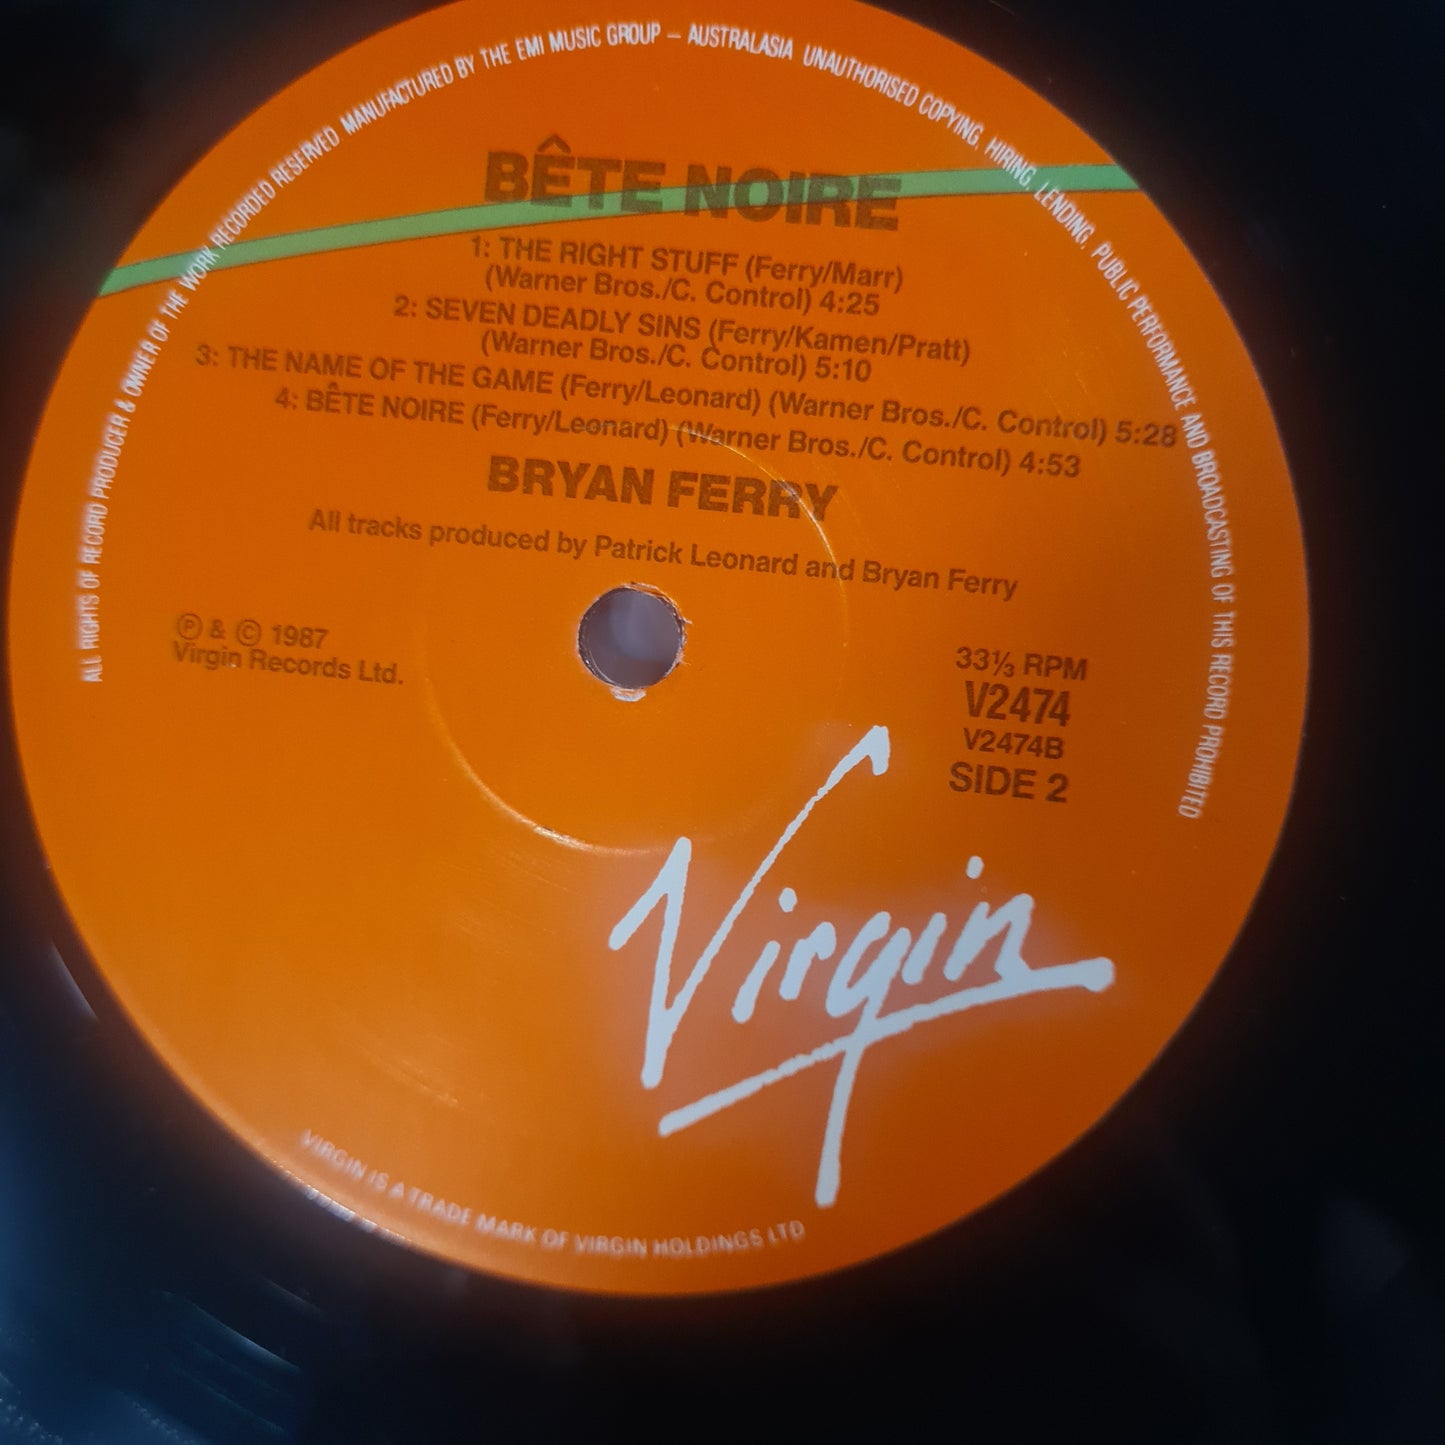 ALL RIGHTS OF RECORD PRODUCER & OWNER OF THE WORK RECORDED RESERVED MANUFACTURED BY THE EMI MUSIC GROUP – AUSTRALASIA UNAUTHORISED COPYING, HIRING, LENDING, PUBLIC PERFORMANCE AND BROADCASTING OF THIS RECORD PROHIBITED
BÊTE NOIRE
1: THE RIGHT STUFF (Ferry/Marr)
(Warner Bros./C. Control) 4:25
2: SEVEN DEADLY SINS (Ferry/Kamen/Pratt)
(Warner Bros./C. Control) 5:10
3: THE NAME OF THE GAME (Ferry/Leonard) (Warner Bros./C. Control) 5:28
4: BÊTE NOIRE (Ferry/Leonard) (Warner Bros./C. Control) 4:53
BRYAN FERRY
All tracks produced by Patrick Leonard and Bryan Ferry
℗ & © 1987
Virgin Records Ltd.
33⅓ RPM
V2474
V2474B
SIDE 2
Virgin
VIRGIN IS A TRADE MARK OF VIRGIN HOLDINGS LTD